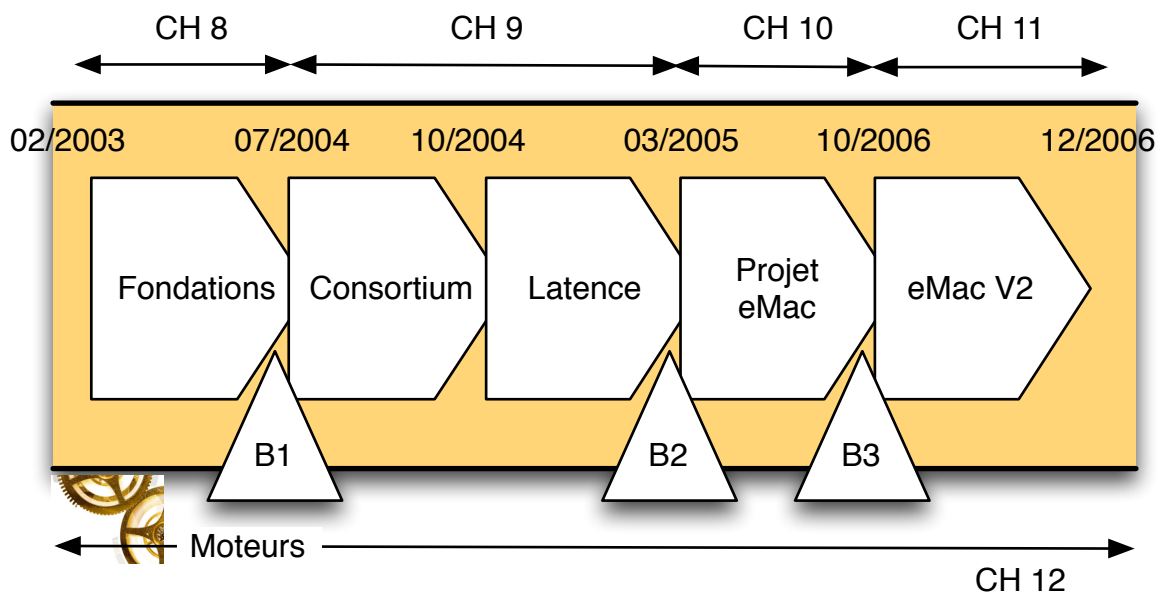 CH 8
CH 9
CH 10
CH 11
02/2003
07/2004
10/2004
03/2005
10/2006
12/2006
Fondations
Consortium
Latence
Projet
eMac
eMac V2
B1
B2
B3
Moteurs
CH 12